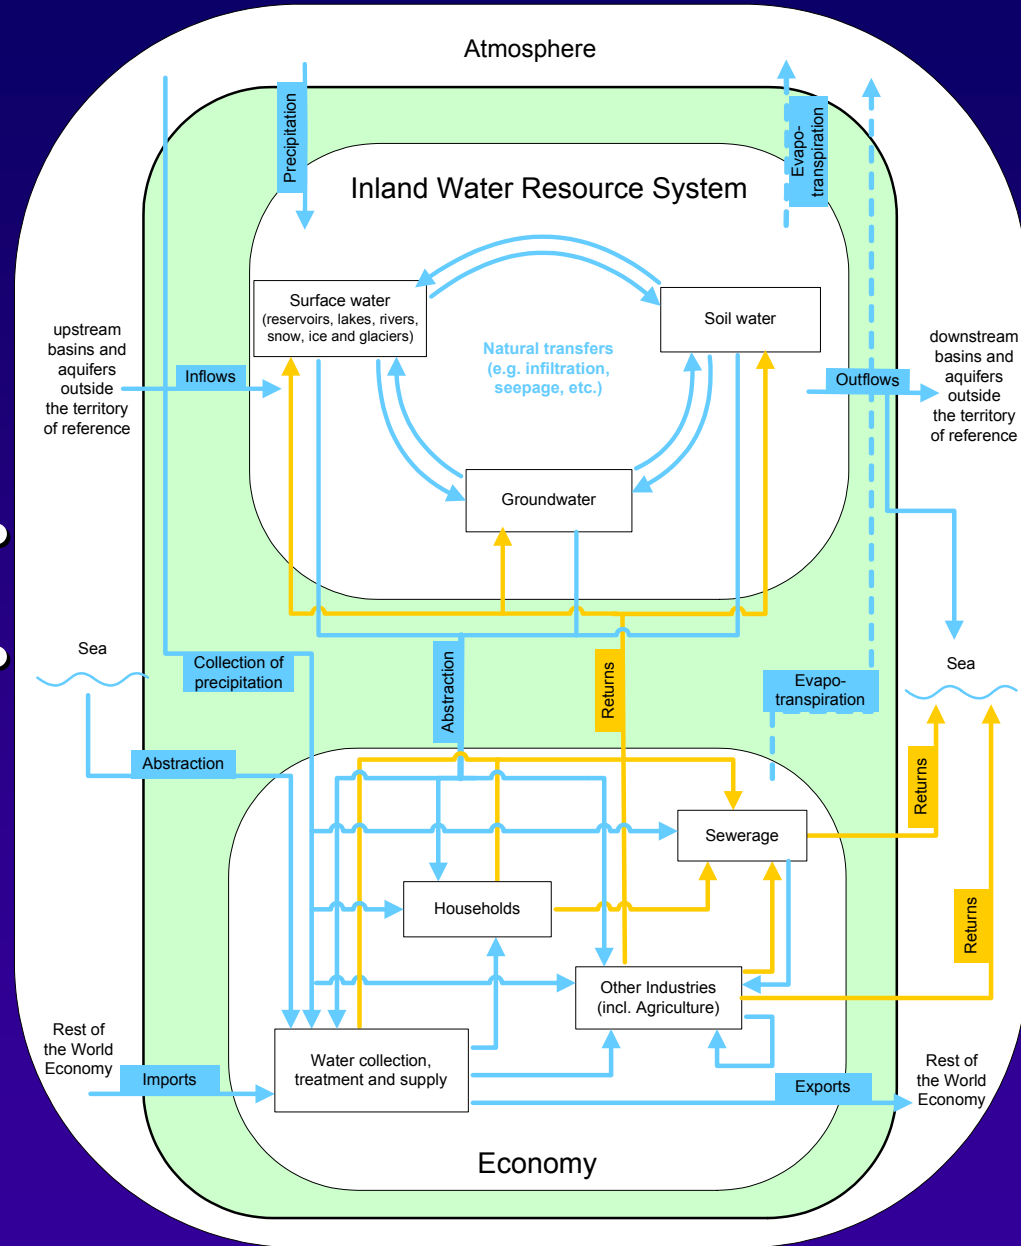 Atmosphere
Precipitation
Evapo-
transpiration
Inland Water Resource System
Surface water
(reservoirs, lakes, rivers,
snow, ice and glaciers)
Soil water
Natural transfers
(e.g. infiltration,
seepage, etc.)
Groundwater
upstream
basins and
aquifers
outside
the territory
of reference
Inflows
Outflows
downstream
basins and
aquifers
outside
the territory
of reference
Sea
Collection of
precipitation
Abstraction
Returns
Evapo-
transpiration
Sea
Abstraction
Returns
Sewerage
Households
Returns
Other Industries
(incl. Agriculture)
Rest of
the World
Economy
Imports
Water collection,
treatment and supply
Exports
Rest of
the World
Economy
Economy